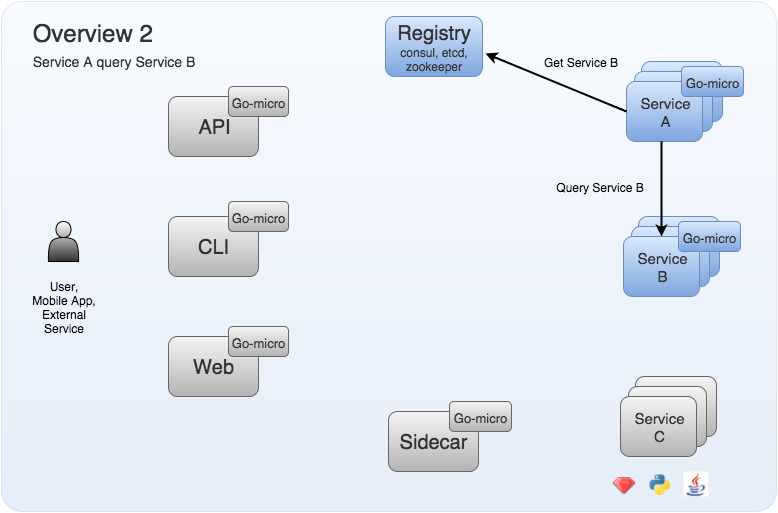 Overview 2
Service A query Service B
Registry
consul, etcd,
zookeeper
Get Service B
Go-micro
Service
A
Go-micro
API
Query Service B
Go-micro
CLI
Go-micro
Service
B
User,
Mobile App,
External
Service
Go-micro
Web
Go-micro
Sidecar
Service
C